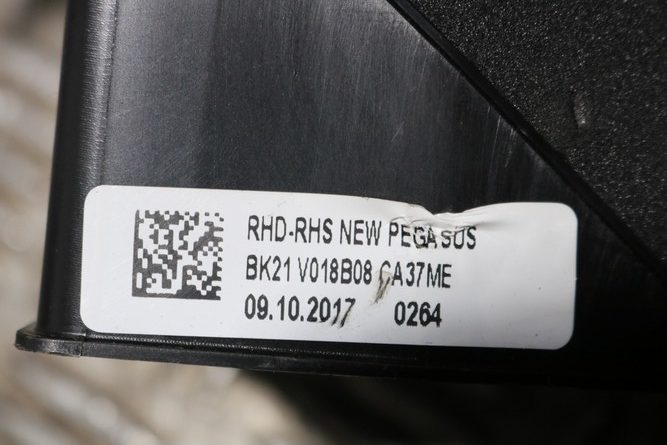 RHD-RHS NEW PEGASUS
BK21 V018B08 CA37ME
09.10.2017 0264